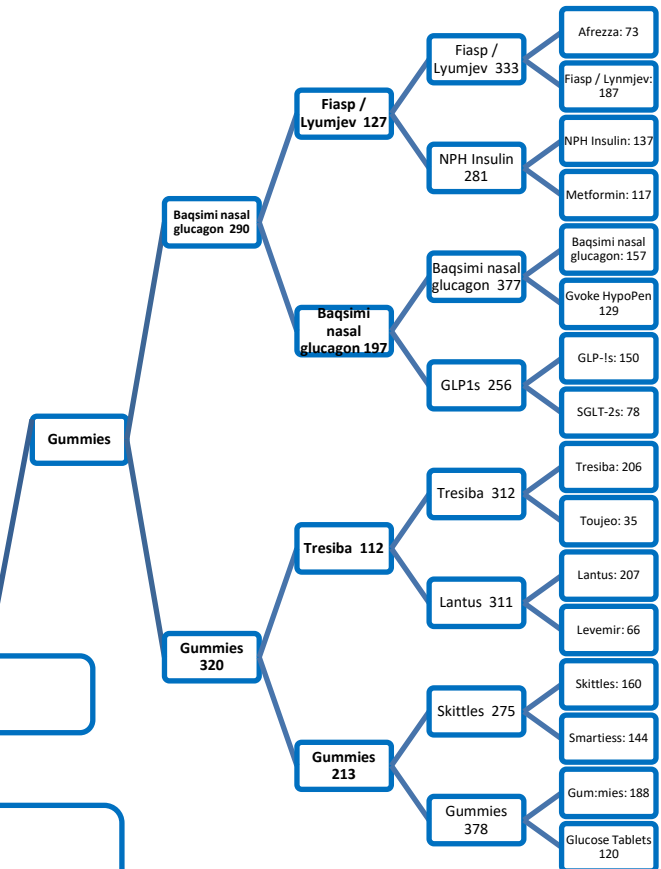 Afrezza: 73
Fiasp / Lynmjev:
187
NPH Insulin: 137
Metformin: 117
Baqsimi nasal
glucagon: 157
Gvoke HypoPen
129
GLP-!s: 150
SGLT-2s: 78
Tresiba: 206
Toujeo: 35
Lantus: 207
Levemir: 66
Skittles: 160
Smartiess: 144
Gum:mies: 188
Glucose Tablets
120
Fiasp /
Lyumjev 333
NPH Insulin
281
Baqsimi nasal
glucagon 377
GLP1s 256
Tresiba 312
Lantus 311
Skittles 275
Gummies
378
Fiasp /
Lyumjev 127
Baqsimi
nasal
glucagon 197
Tresiba 112
Gummies
213
Baqsimi nasal
glucagon 290
Gummies
320
Gummies